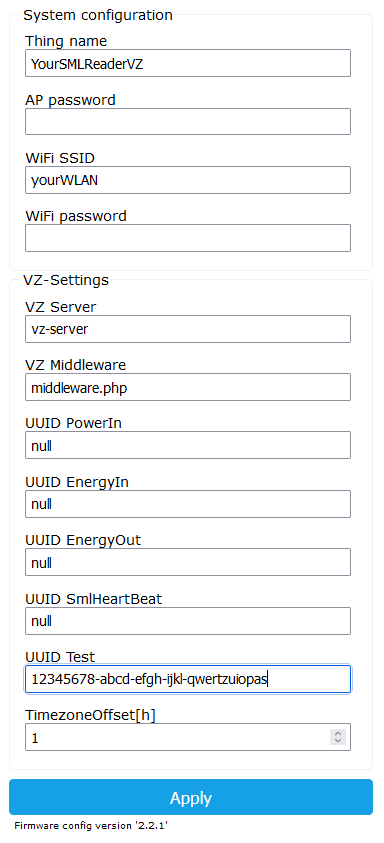 System configuration
Thing name
YourSMLReaderVZ
AP password
WiFi SSID
yourWLAN
WiFi password
VZ-Settings
VZ Server
vz-server
VZ Middleware
middleware.php
UUID PowerIn
null
UUID EnergyIn
null
UUID EnergyOut
null
UUID SmlHeartBeat
null
UUID Test
12345678-abcd-efgh-ijkl-qwertzuiopas
TimezoneOffset[h]
1
Apply
Firmware config version '2.2.1'